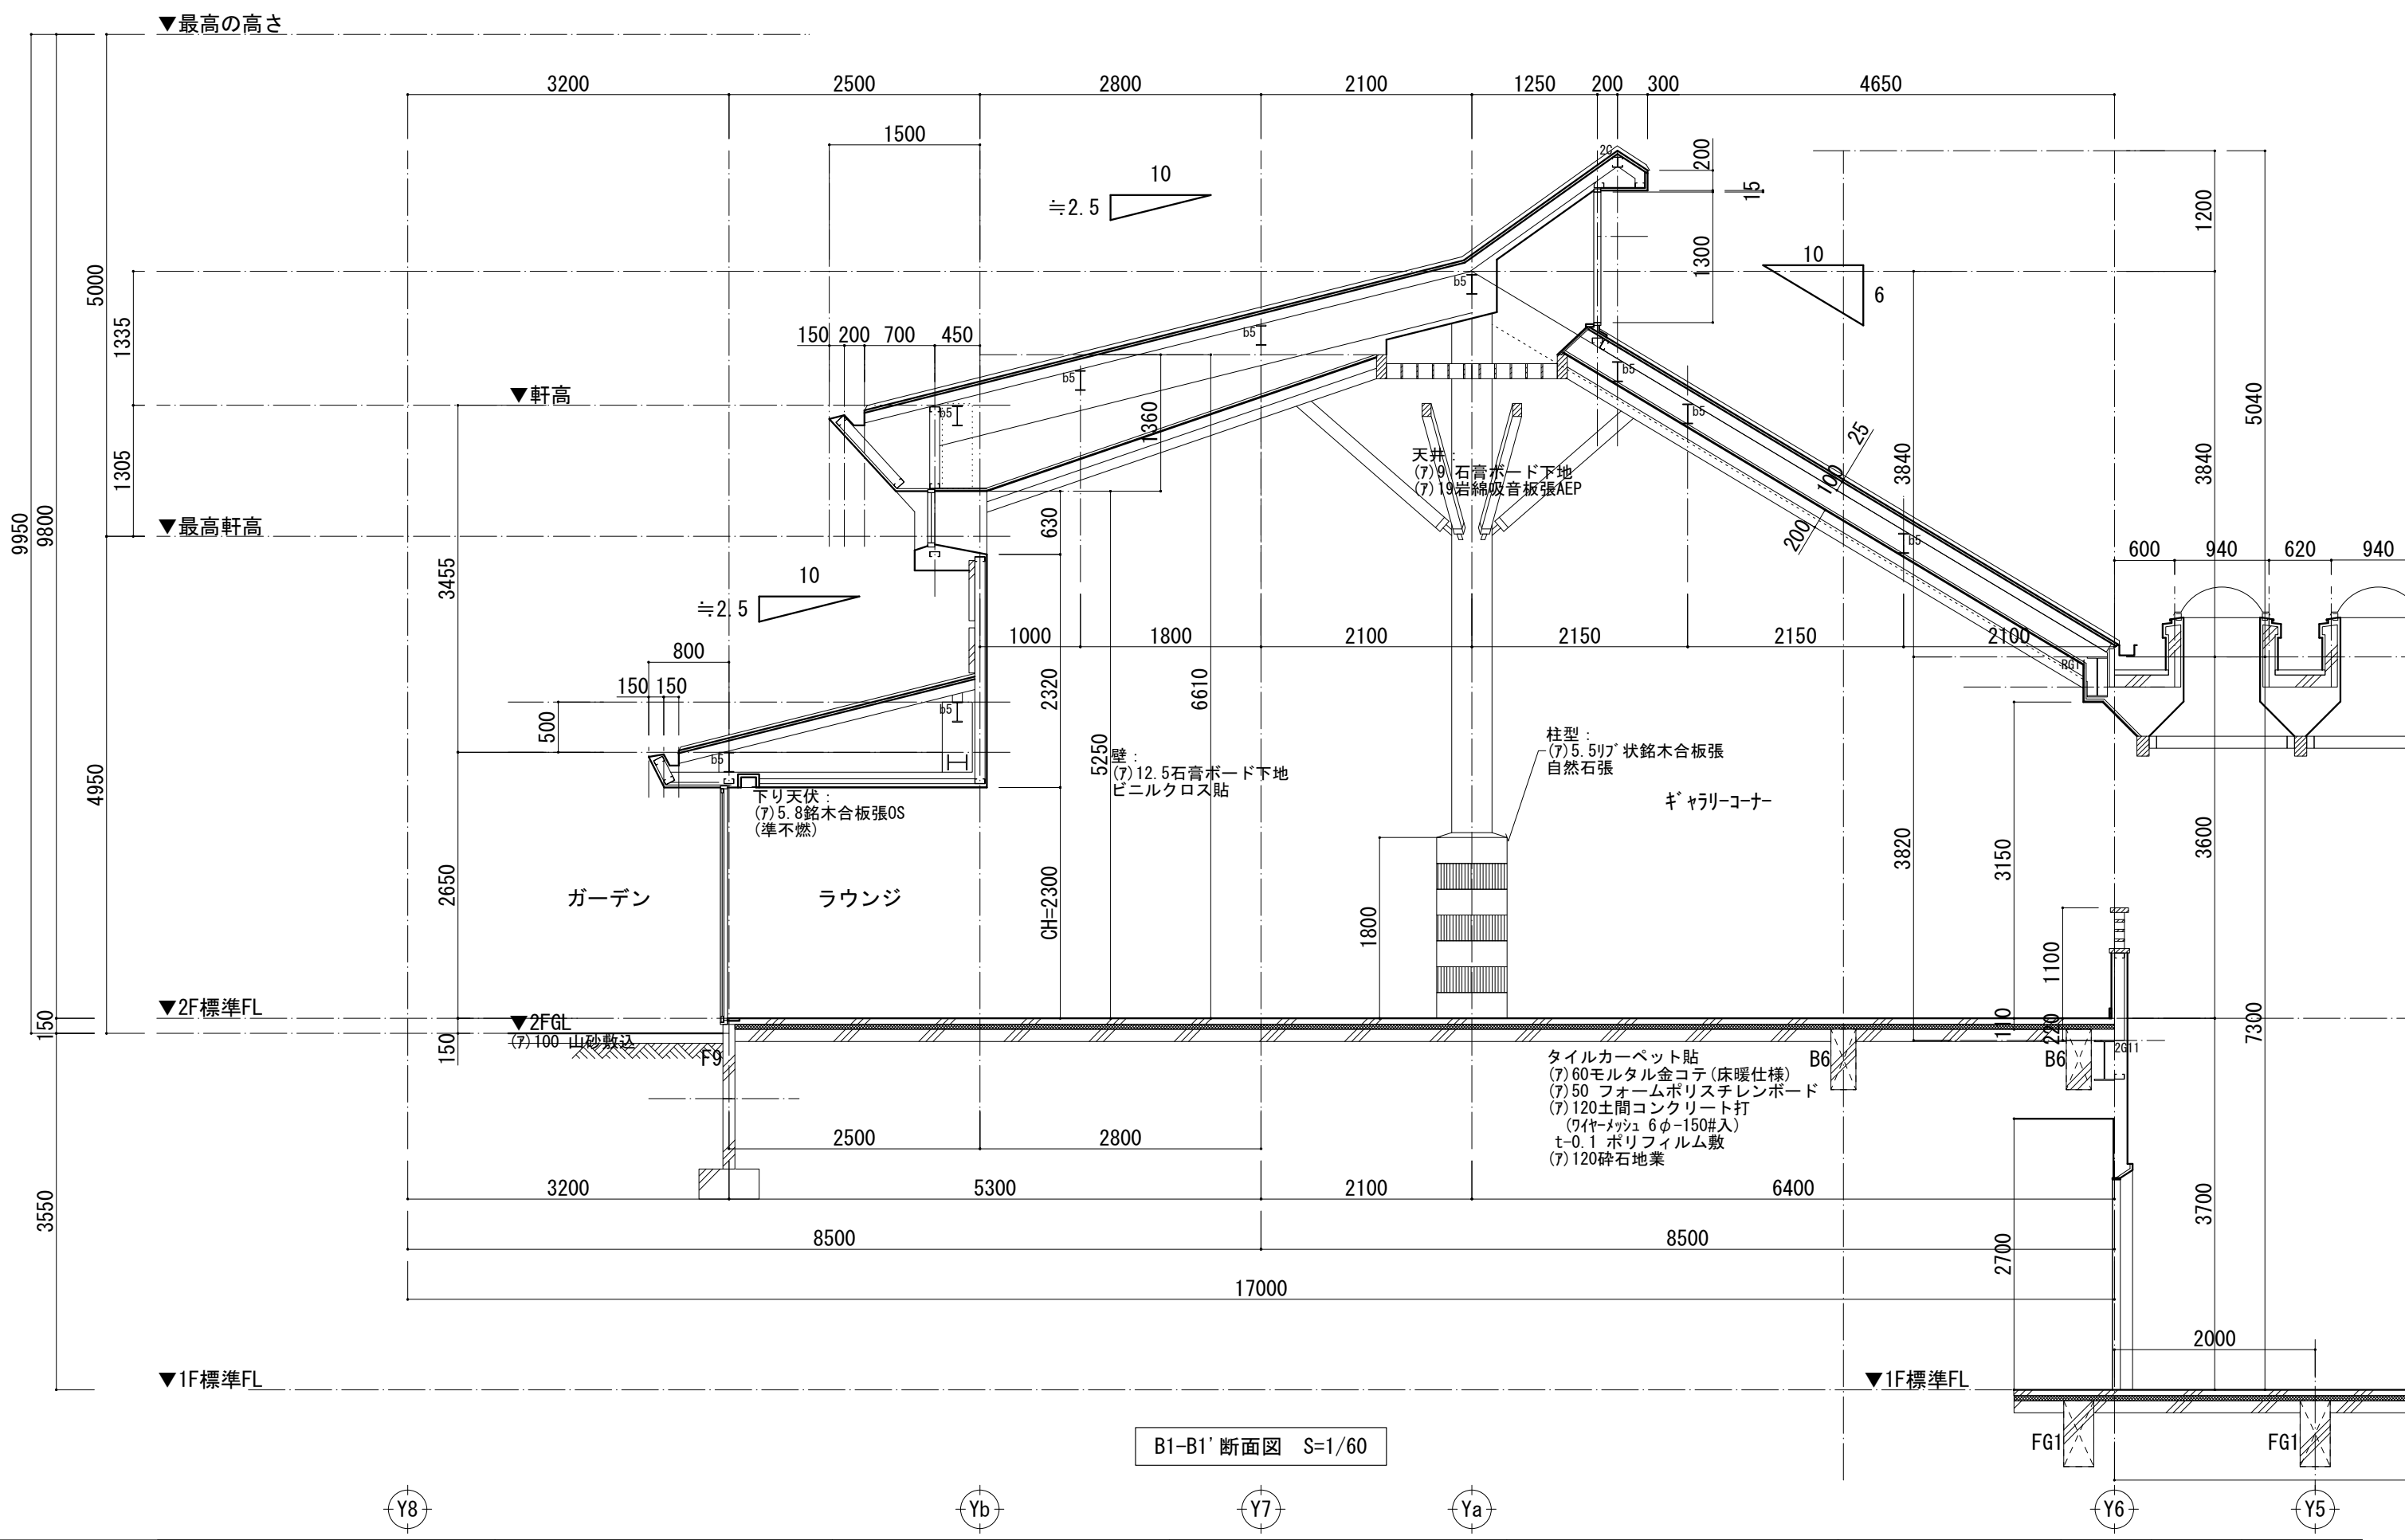 ▼最高の高さ
3200
2500
2800
2100
1250
200
300
4650
1500
10
≒2.5
2G
200
15
1300
1200
10
6
5000
1335
▼軒高
150
200
700
450
b5
b5
b5
b5
b5
b5
b5
1360
天井:
(ｱ)9 石膏ボード下地
(ｱ)19岩綿吸音板張AEP
25
100
200
3840
3840
5040
1305
▼最高軒高
9950
9800
3455
630
10
≒2.5
600
940
620
940
800
1000
1800
2100
2150
2150
2100
150
150
500
b5
b5
RG1
2320
6610
5250
4950
下り天伏:
(ｱ)5.8銘木合板張OS
(準不燃)
壁:
(ｱ)12.5石膏ボード下地
ビニルクロス貼
柱型:
(ｱ)5.5ﾘﾌﾞ状銘木合板張
自然石張
ｷﾞｬﾗﾘｰｺｰﾅｰ
2650
ガーデン
ラウンジ
CH=2300
1800
3820
3150
3600
1100
▼2F標準FL
150
▼2FGL
(ｱ)100 山砂敷込
150
F9
110
220
7300
タイルカーペット貼
(ｱ)60モルタル金コテ(床暖仕様)
(ｱ)50 フォームポリスチレンボード
(ｱ)120土間コンクリート打
(ﾜｲﾔｰﾒｯｼｭ 6φ-150#入)
t-0.1 ポリフィルム敷
(ｱ)120砕石地業
B6
B6
2G11
2500
2800
3200
5300
2100
6400
3550
8500
8500
2700
3700
17000
2000
▼1F標準FL
▼1F標準FL
FG1
FG1
B1-B1'断面図 S=1/60
Y8
Yb
Y7
Ya
Y6
Y5